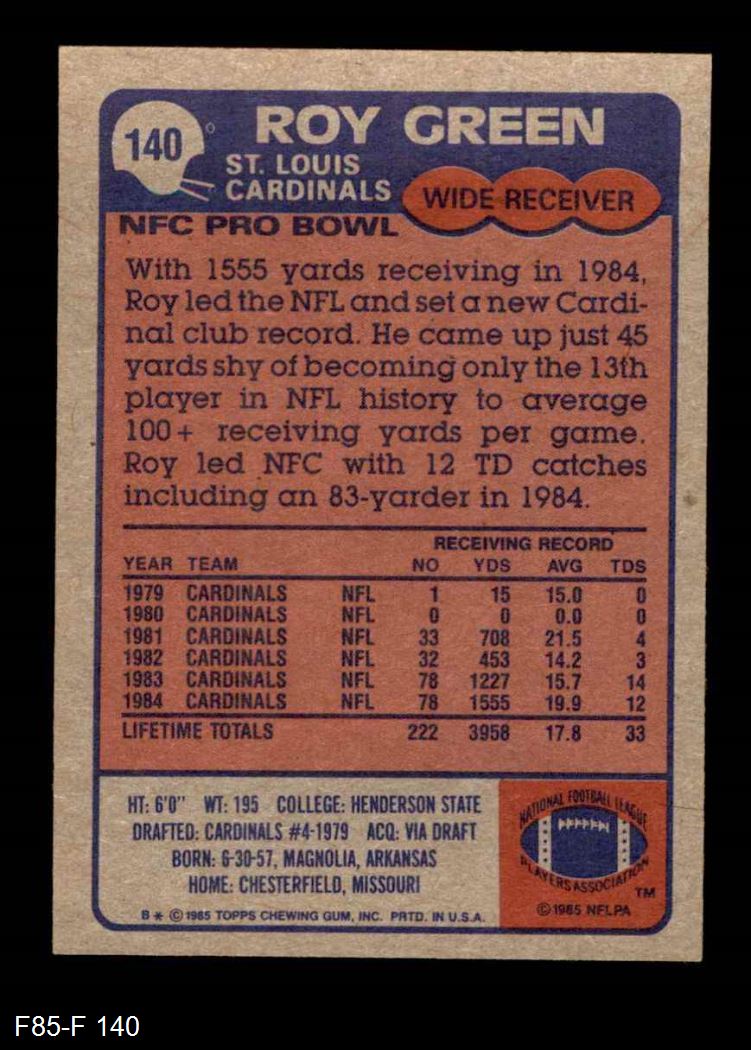 140
ROY GREEN
ST. LOUIS
CARDINALS
WIDE RECEIVER
NFC PRO BOWL
With 1555 yards receiving in 1984,
Roy led the NFL and set a new Cardi-
nal club record. He came up just 45
yards shy of becoming only the 13th
player in NFL history to average
100+ receiving yards per game.
Roy led NFC with 12 TD catches
including an 83-yarder in 1984.
RECEIVING RECORD
YEAR TEAM NO YDS AVG TDS
1979 CARDINALS NFL 1 15 15.0 0
1980 CARDINALS NFL 0 0 0.0 0
1981 CARDINALS NFL 33 708 21.5 4
1982 CARDINALS NFL 32 453 14.2 3
1983 CARDINALS NFL 78 1227 15.7 14
1984 CARDINALS NFL 78 1555 19.9 12
LIFETIME TOTALS 222 3958 17.8 33
HT: 6'0" WT: 195 COLLEGE: HENDERSON STATE
DRAFTED: CARDINALS #4-1979 ACQ: VIA DRAFT
BORN: 6-30-57, MAGNOLIA, ARKANSAS
HOME: CHESTERFIELD, MISSOURI
B* © 1985 TOPPS CHEWING GUM, INC. PRTD. IN U.S.A.
NATIONAL FOOTBALL LEAGUE
PLAYERS ASSOCIATION
TM
© 1985 NFLPA
F85-F 140